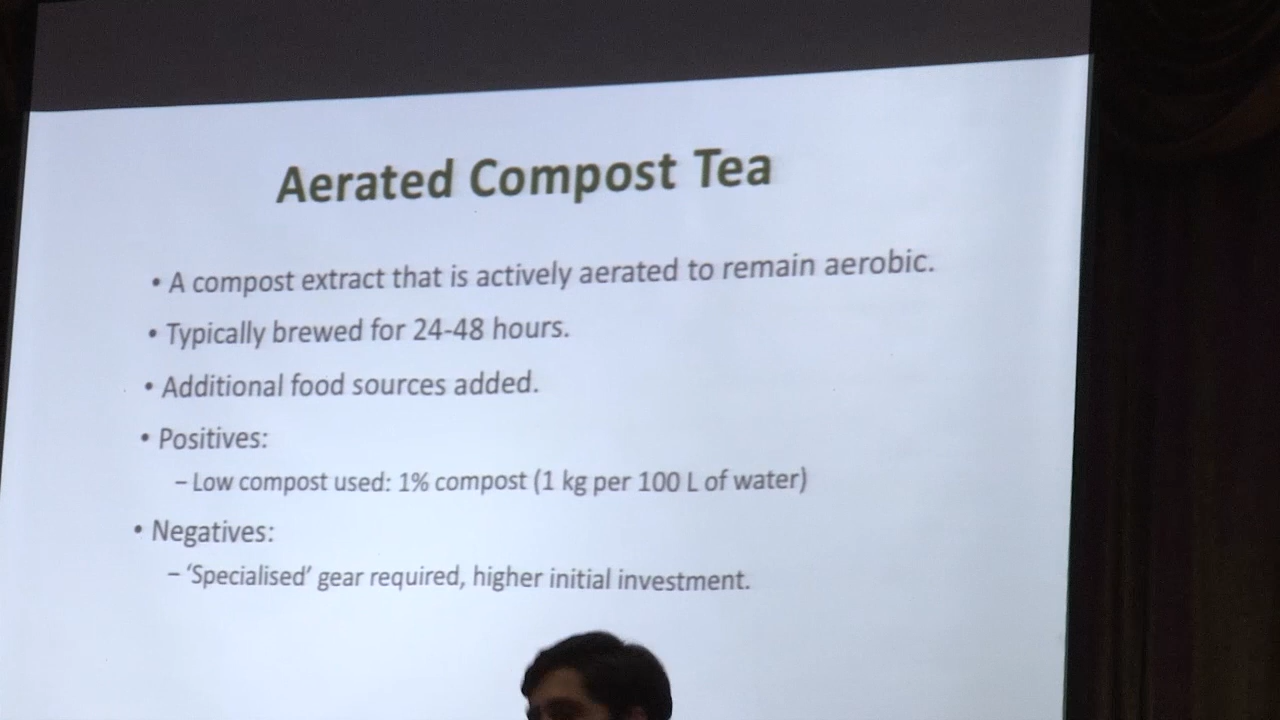 Aerated Compost Tea
• A compost extract that is actively aerated to remain aerobic.
• Typically brewed for 24-48 hours.
• Additional food sources added.
• Positives:
– Low compost used: 1% compost (1 kg per 100 L of water)
• Negatives:
– ‘Specialised’ gear required, higher initial investment.